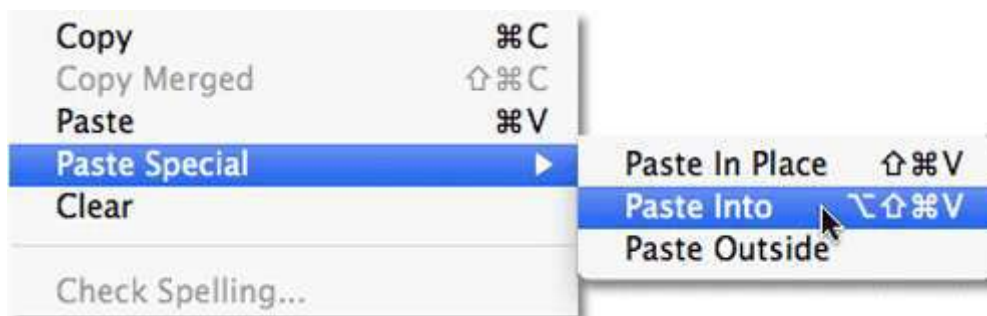 Copy ⌘C
Copy Merged ⇧⌘C
Paste ⌘V
Paste Special ▶
Clear
Check Spelling...
Paste In Place ⇧⌘V
Paste Into ⌥⇧⌘V
Paste Outside